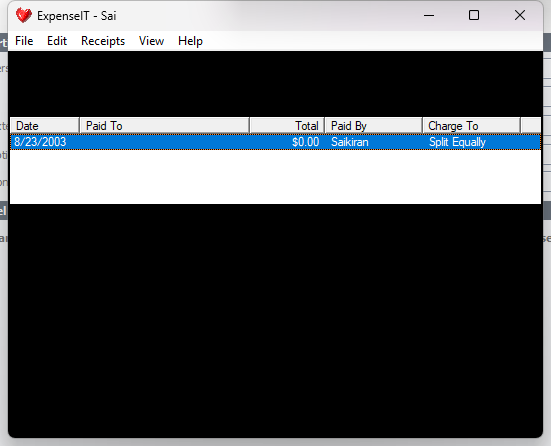 ExpenseIT - Sai
File Edit Receipts View Help
Date Paid To Total Paid By Charge To
8/23/2003 $0.00 Saikiran Split Equally